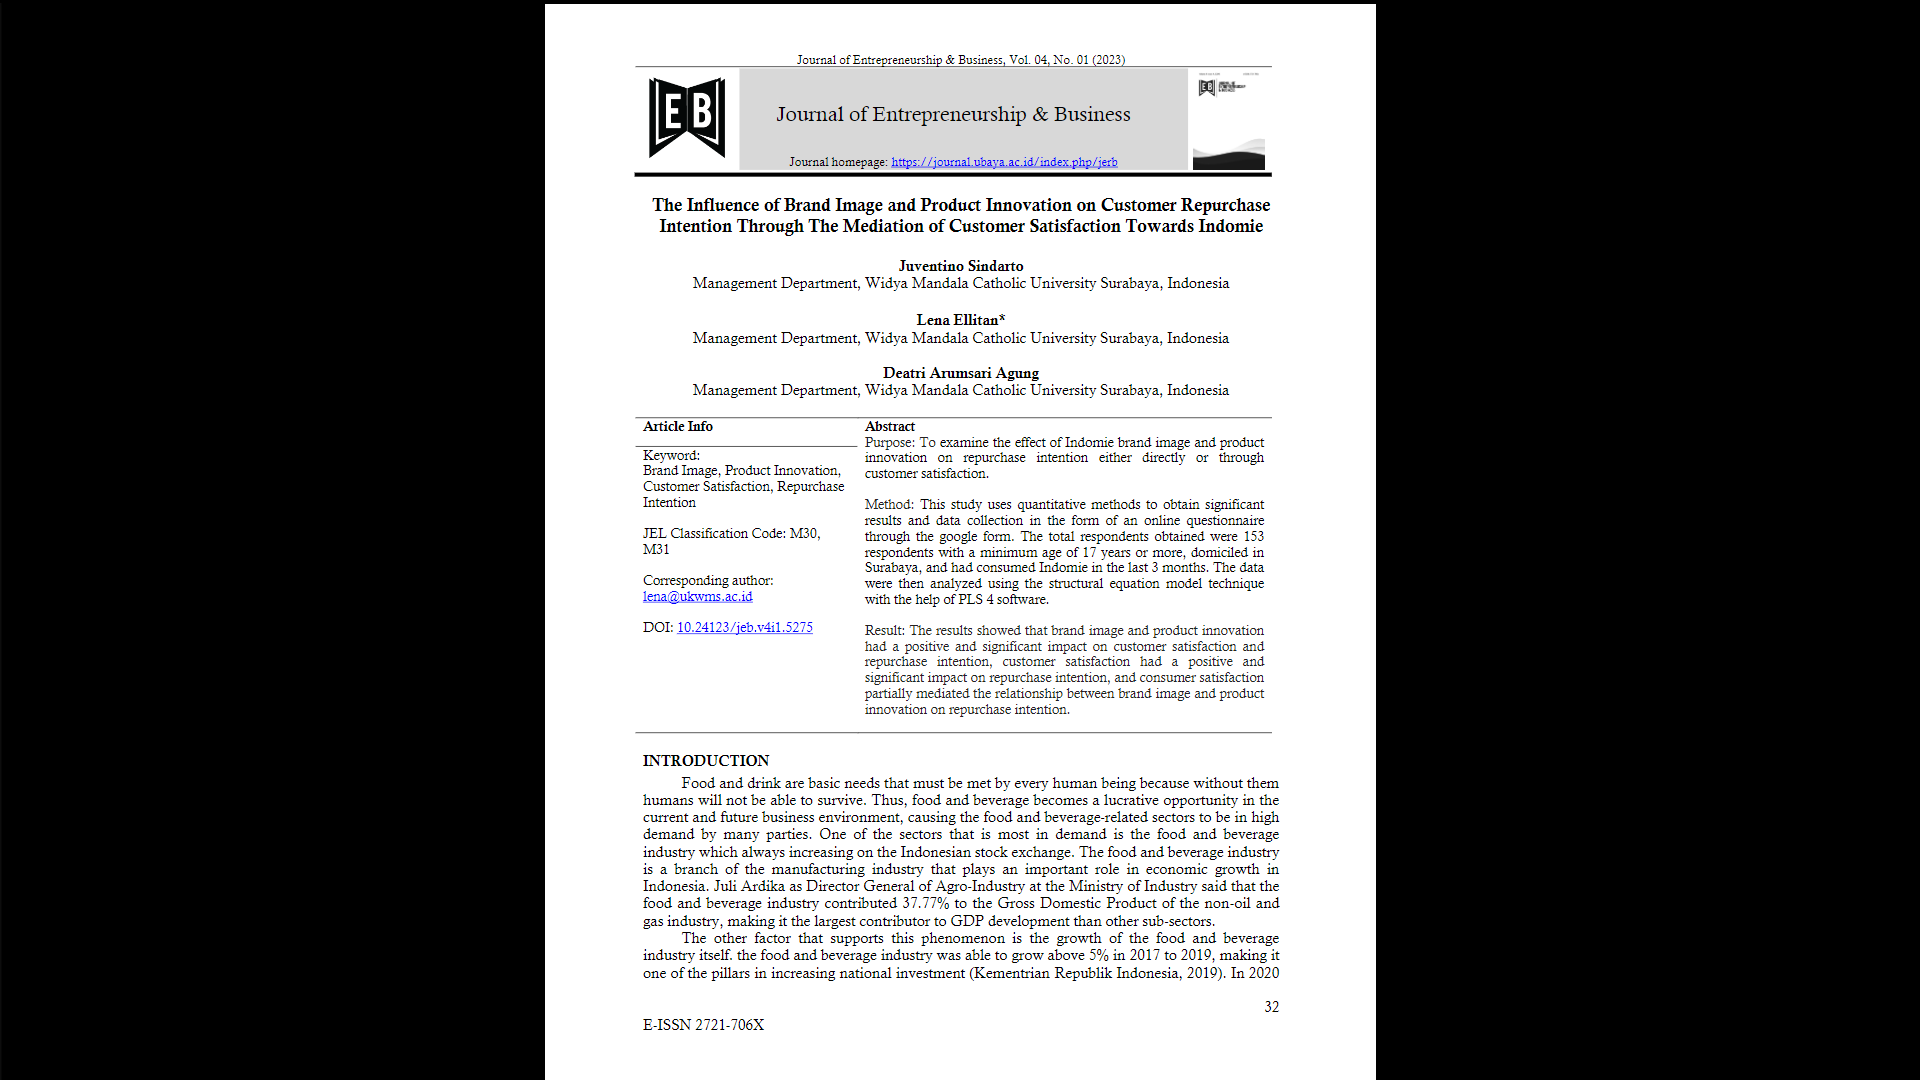 Journal of Entrepreneurship & Business, Vol. 04, No. 01 (2023)
EB
Journal of Entrepreneurship & Business
Journal homepage: https://journal.ubaya.ac.id/index.php/jerb
The Influence of Brand Image and Product Innovation on Customer Repurchase
Intention Through The Mediation of Customer Satisfaction Towards Indomie
Juventino Sindarto
Management Department, Widya Mandala Catholic University Surabaya, Indonesia
Lena Ellitan*
Management Department, Widya Mandala Catholic University Surabaya, Indonesia
Deatri Arumsari Agung
Management Department, Widya Mandala Catholic University Surabaya, Indonesia
Article Info
Keyword:
Brand Image, Product Innovation,
Customer Satisfaction, Repurchase
Intention
JEL Classification Code: M30,
M31
Corresponding author:
lena@ukwms.ac.id
DOI: 10.24123/jeb.v4i1.5275
Abstract
Purpose: To examine the effect of Indomie brand image and product
innovation on repurchase intention either directly or through
customer satisfaction.
Method: This study uses quantitative methods to obtain significant
results and data collection in the form of an online questionnaire
through the google form. The total respondents obtained were 153
respondents with a minimum age of 17 years or more, domiciled in
Surabaya, and had consumed Indomie in the last 3 months. The data
were then analyzed using the structural equation model technique
with the help of PLS 4 software.
Result: The results showed that brand image and product innovation
had a positive and significant impact on customer satisfaction and
repurchase intention, customer satisfaction had a positive and
significant impact on repurchase intention, and consumer satisfaction
partially mediated the relationship between brand image and product
innovation on repurchase intention.
INTRODUCTION
Food and drink are basic needs that must be met by every human being because without them
humans will not be able to survive. Thus, food and beverage becomes a lucrative opportunity in the
current and future business environment, causing the food and beverage-related sectors to be in high
demand by many parties. One of the sectors that is most in demand is the food and beverage
industry which always increasing on the Indonesian stock exchange. The food and beverage industry
is a branch of the manufacturing industry that plays an important role in economic growth in
Indonesia. Juli Ardika as Director General of Agro-Industry at the Ministry of Industry said that the
food and beverage industry contributed 37.77% to the Gross Domestic Product of the non-oil and
gas industry, making it the largest contributor to GDP development than other sub-sectors.
The other factor that supports this phenomenon is the growth of the food and beverage
industry itself. the food and beverage industry was able to grow above 5% in 2017 to 2019, making it
one of the pillars in increasing national investment (Kementrian Republik Indonesia, 2019). In 2020
32
E-ISSN 2721-706X